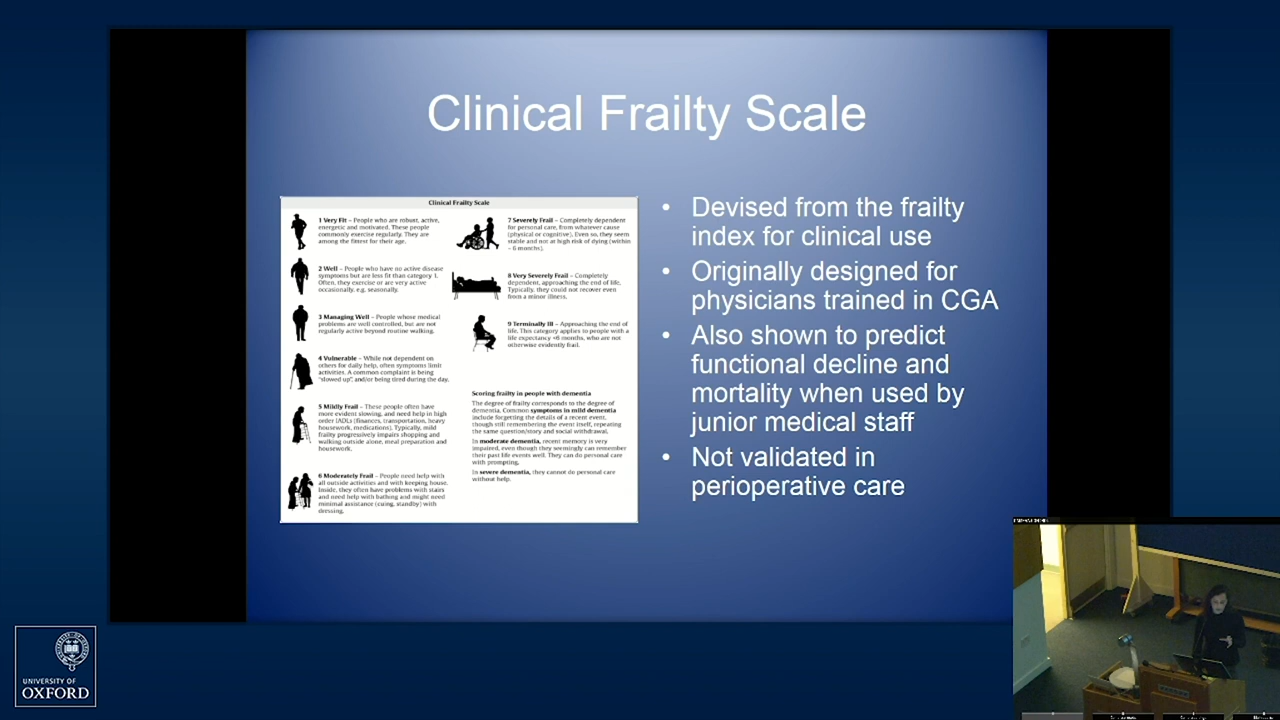 Clinical Frailty Scale
Clinical Frailty Scale
1 Very Fit – People who are robust, active,
energetic and motivated. These people
commonly exercise regularly. They are
among the fittest for their age.
2 Well – People who have no active disease
symptoms but are less fit than category 1.
Often, they exercise or are very active
occasionally, e.g. seasonally.
3 Managing Well – People whose medical
problems are well controlled, but are not
regularly active beyond routine walking.
4 Vulnerable – While not dependent on
others for daily help, often symptoms limit
activities. A common complaint is being
"slowed up", and/or being tired during the day.
5 Mildly Frail – These people often have
more evident slowing, and need help in high
order IADLs (finances, transportation, heavy
housework, medications). Typically, mild
frailty progressively impairs shopping and
walking outside alone, meal preparation and
housework.
6 Moderately Frail – People need help with
all outside activities and with keeping house.
Inside, they often have problems with stairs
and need help with bathing and might need
minimal assistance (cuing, standby) with
dressing.
7 Severely Frail – Completely dependent
for personal care, from whatever cause
(physical or cognitive). Even so, they seem
stable and not at high risk of dying (within
~ 6 months).
8 Very Severely Frail – Completely
dependent, approaching the end of life.
Typically, they could not recover even
from a minor illness.
9 Terminally Ill – Approaching the end of
life. This category applies to people with a
life expectancy <6 months, who are not
otherwise evidently frail.
Scoring frailty in people with dementia
The degree of frailty corresponds to the degree of
dementia. Common symptoms in mild dementia
include forgetting the details of a recent event,
though still remembering the event itself, repeating
the same question/story and social withdrawal.
In moderate dementia, recent memory is very
impaired, even though they seemingly can remember
their past life events well. They can do personal care
with prompting.
In severe dementia, they cannot do personal care
without help.
• Devised from the frailty
index for clinical use
• Originally designed for
physicians trained in CGA
• Also shown to predict
functional decline and
mortality when used by
junior medical staff
• Not validated in
perioperative care
UNIVERSITY OF
OXFORD